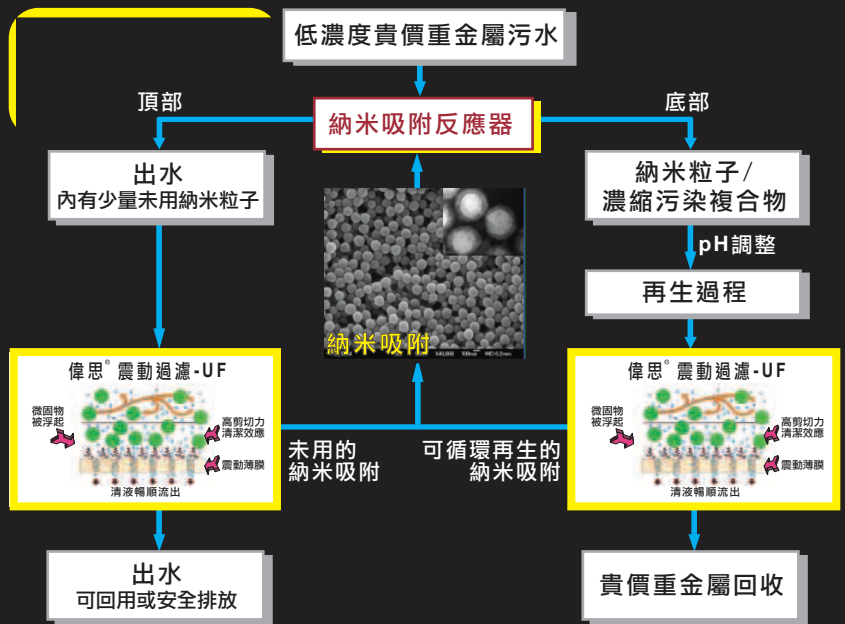 低濃度貴價重金屬污水
頂部
底部
納米吸附反應器
出水
內有少量未用納米粒子
納米粒子/
濃縮污染複合物
pH調整
再生過程
納米吸附
偉思® 震動過濾-UF
微固物
被浮起
高剪切力
清潔效應
震動薄膜
清液暢順流出
未用的
納米吸附
可循環再生的
納米吸附
偉思® 震動過濾-UF
微固物
被浮起
高剪切力
清潔效應
震動薄膜
清液暢順流出
出水
可回用或安全排放
貴價重金屬回收